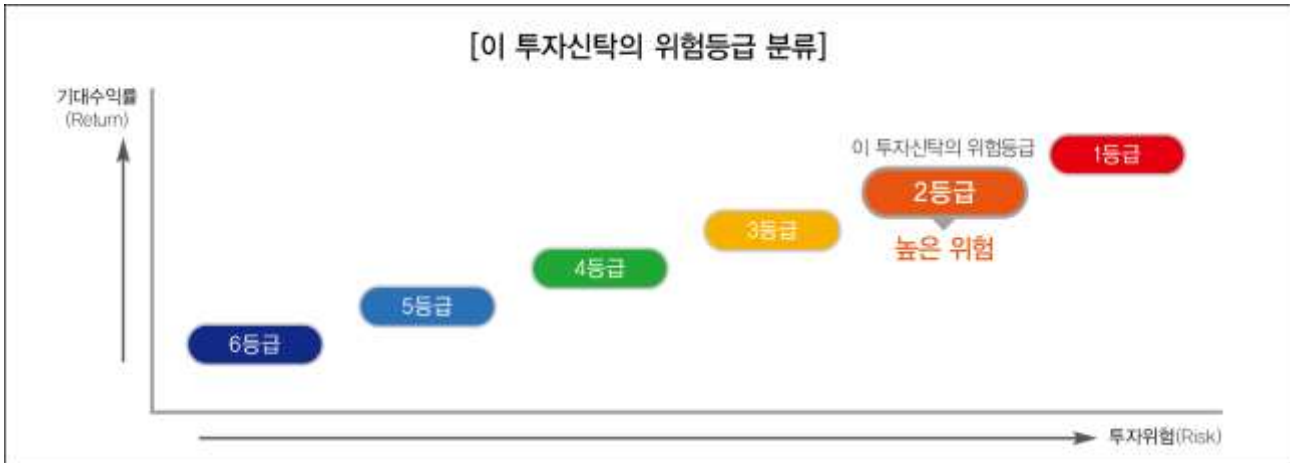 [이 투자신탁의 위험등급 분류]
기대수익률
(Return)
이 투자신탁의 위험등급
1등급
2등급
높은 위험
3등급
4등급
5등급
6등급
투자위험(Risk)